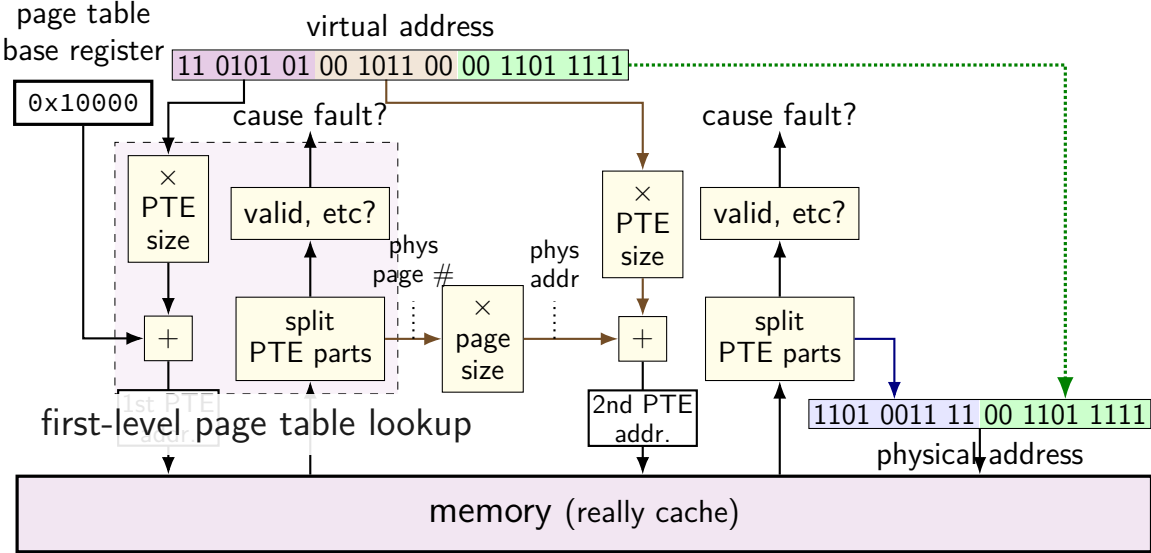 page table
base register
virtual address
11 0101 01 00 1011 00 00 1101 1111
0x10000
cause fault?
cause fault?
×
PTE
size
valid, etc?
×
PTE
size
valid, etc?
phys
page #
phys
addr
+
split
PTE parts
×
page
size
+
split
PTE parts
1st PTE
addr.
first-level page table lookup
2nd PTE
addr.
1101 0011 11 00 1101 1111
physical address
memory (really cache)